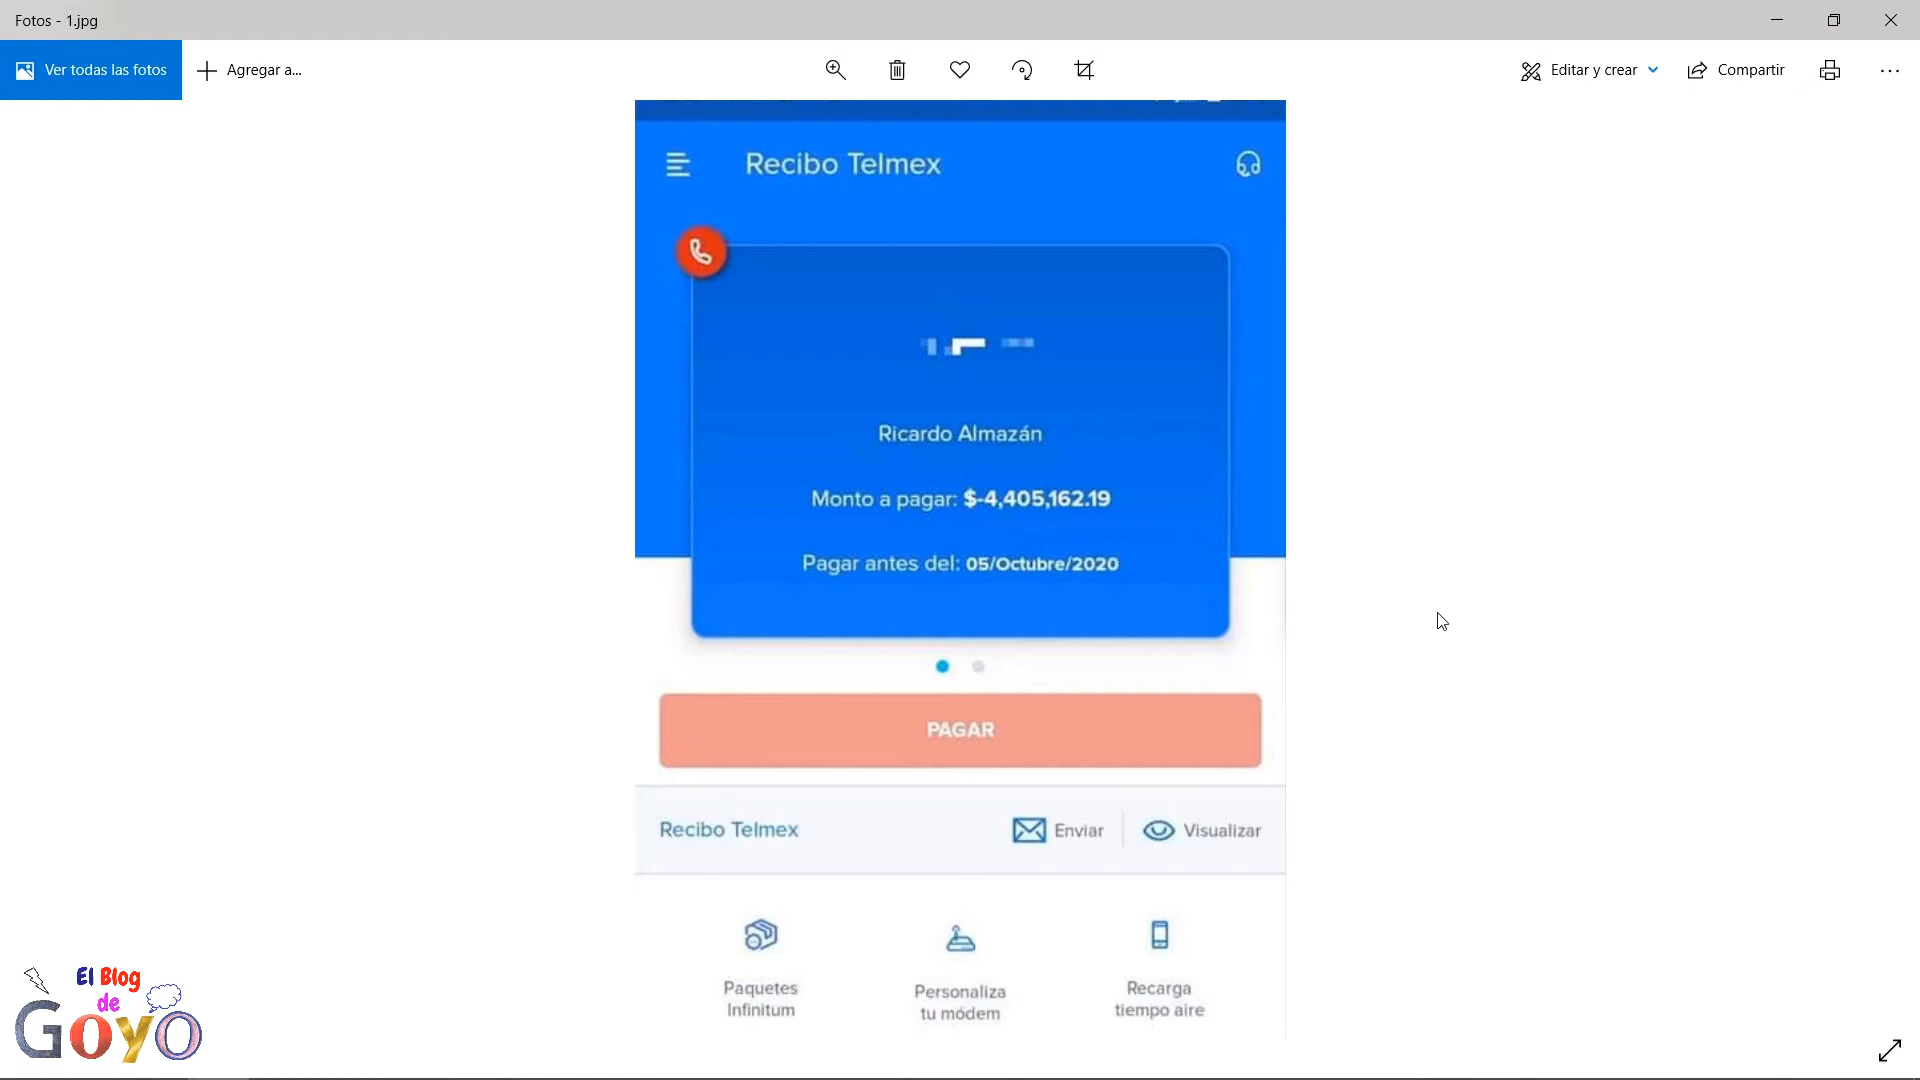 Fotos - 1.jpg
Ver todas las fotos
Agregar a...
Editar y crear
Compartir
Recibo Telmex
Ricardo Almazán
Monto a pagar: $-4,405,162.19
Pagar antes del: 05/Octubre/2020
PAGAR
Recibo Telmex
Enviar
Visualizar
Paquetes
Infinitum
Personaliza
tu módem
Recarga
tiempo aire
El Blog
de
Goyo